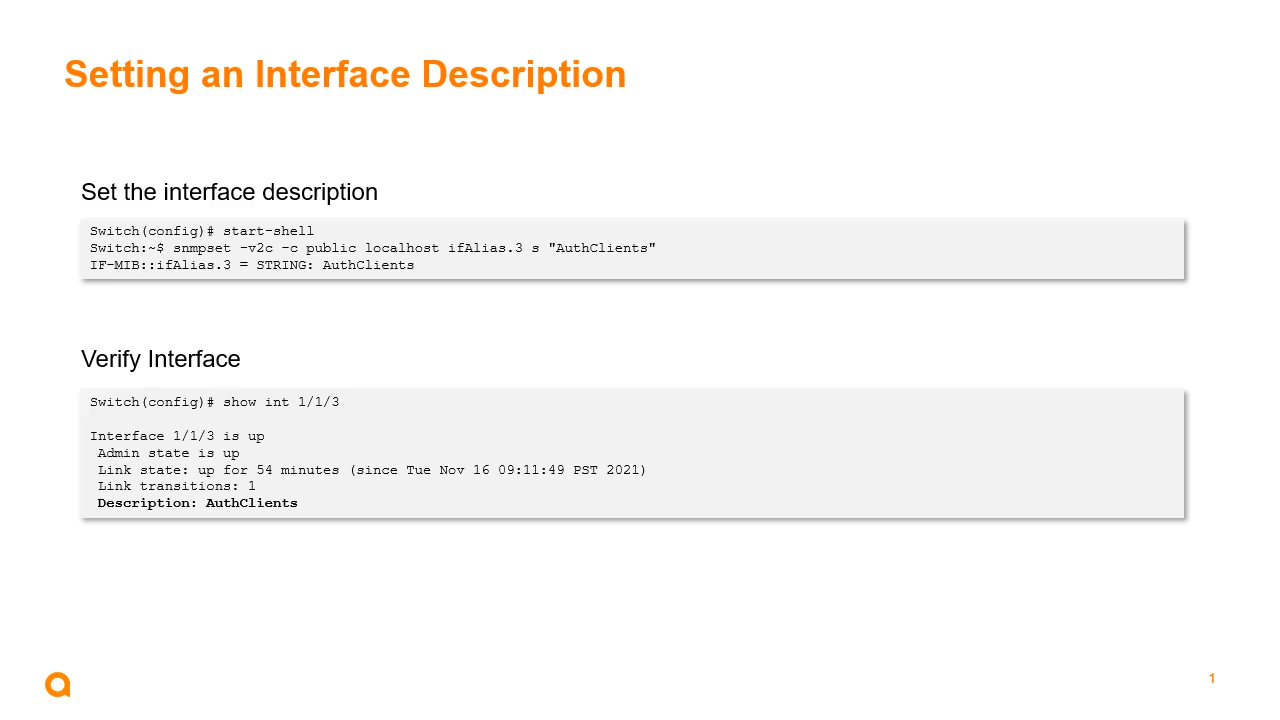 Setting an Interface Description
Set the interface description
Switch(config)# start-shell
Switch:~$ snmpset -v2c -c public localhost ifAlias.3 s "AuthClients"
IF-MIB::ifAlias.3 = STRING: AuthClients
Verify Interface
Switch(config)# show int 1/1/3
Interface 1/1/3 is up
Admin state is up
Link state: up for 54 minutes (since Tue Nov 16 09:11:49 PST 2021)
Link transitions: 1
Description: AuthClients
1